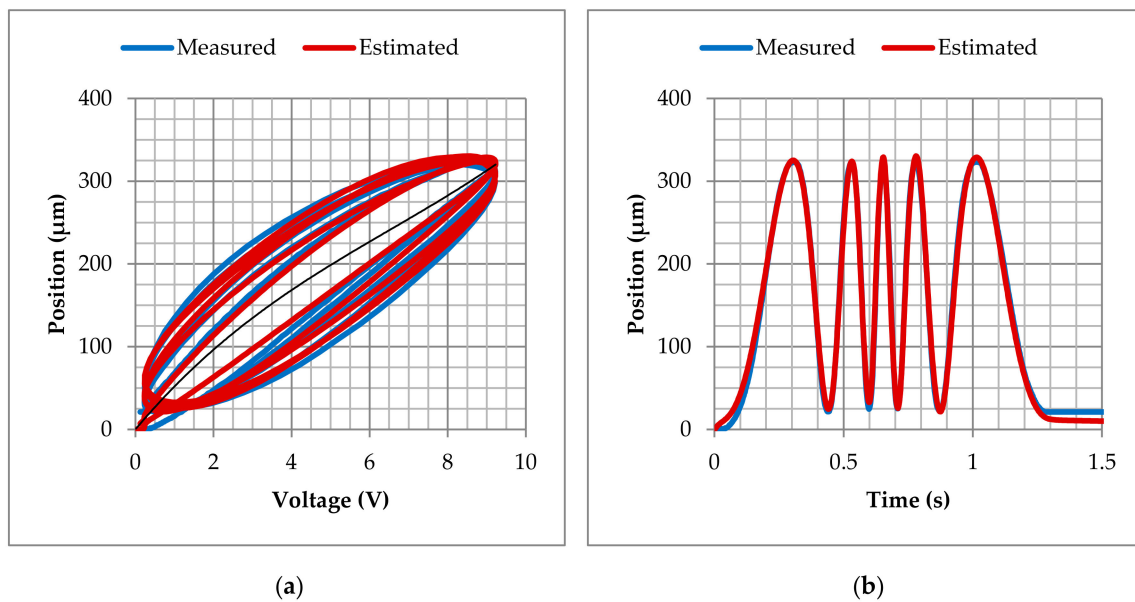 Measured Estimated
400
300
200
100
0
Position (µm)
0 2 4 6 8 10
Voltage (V)
(a)
Measured Estimated
400
300
200
100
0
Position (µm)
0 0.5 1 1.5
Time (s)
(b)